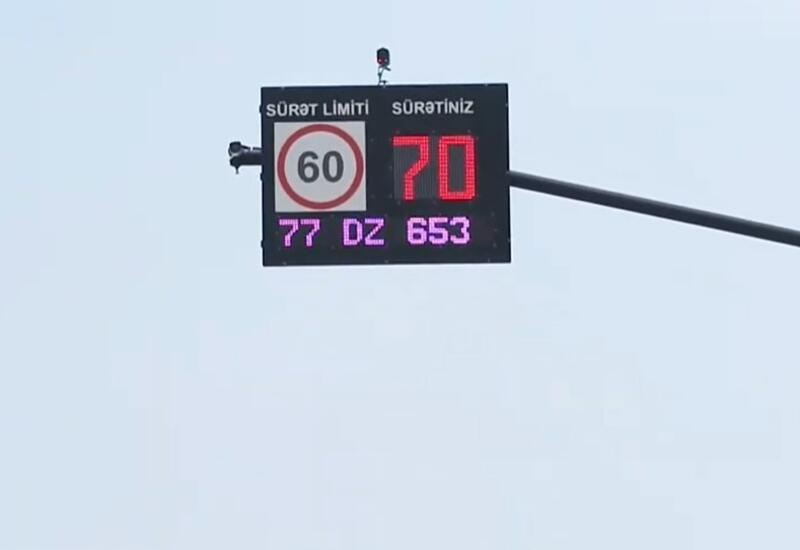 SÜRƏT LİMİTİ SÜRƏTİNİZ
60 70
77 DZ 653